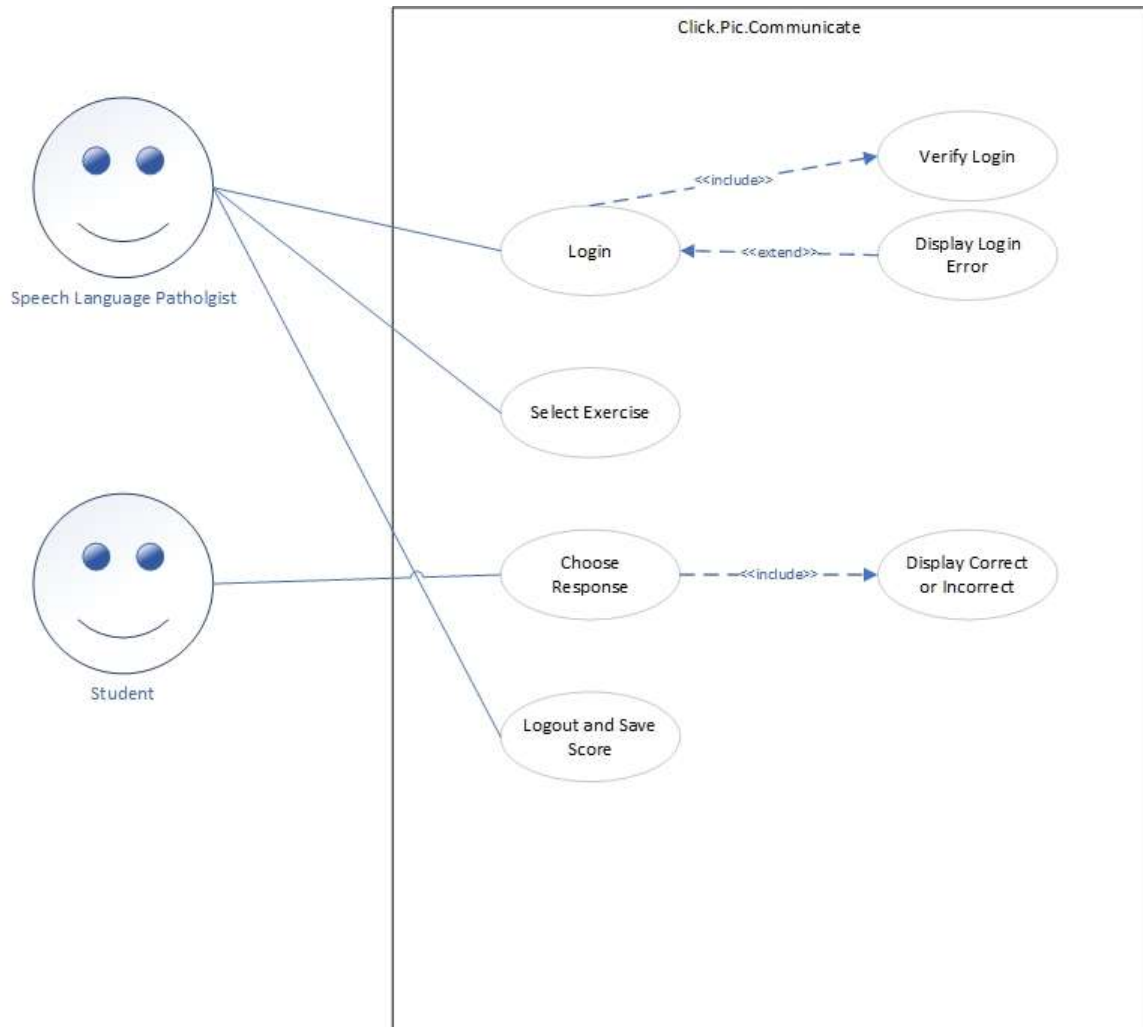 Click.Pic.Communicate
Verify Login
<<include>>
Login
<<extend>>
Display Login
Error
Speech Language Patholgist
Select Exercise
Choose
Response
<<include>>
Display Correct
or Incorrect
Student
Logout and Save
Score